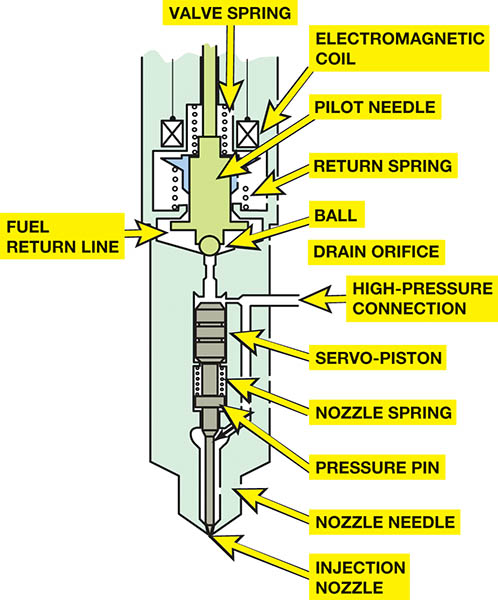 VALVE SPRING
ELECTROMAGNETIC
COIL
PILOT NEEDLE
RETURN SPRING
FUEL
RETURN LINE
BALL
DRAIN ORIFICE
HIGH-PRESSURE
CONNECTION
SERVO-PISTON
NOZZLE SPRING
PRESSURE PIN
NOZZLE NEEDLE
INJECTION
NOZZLE